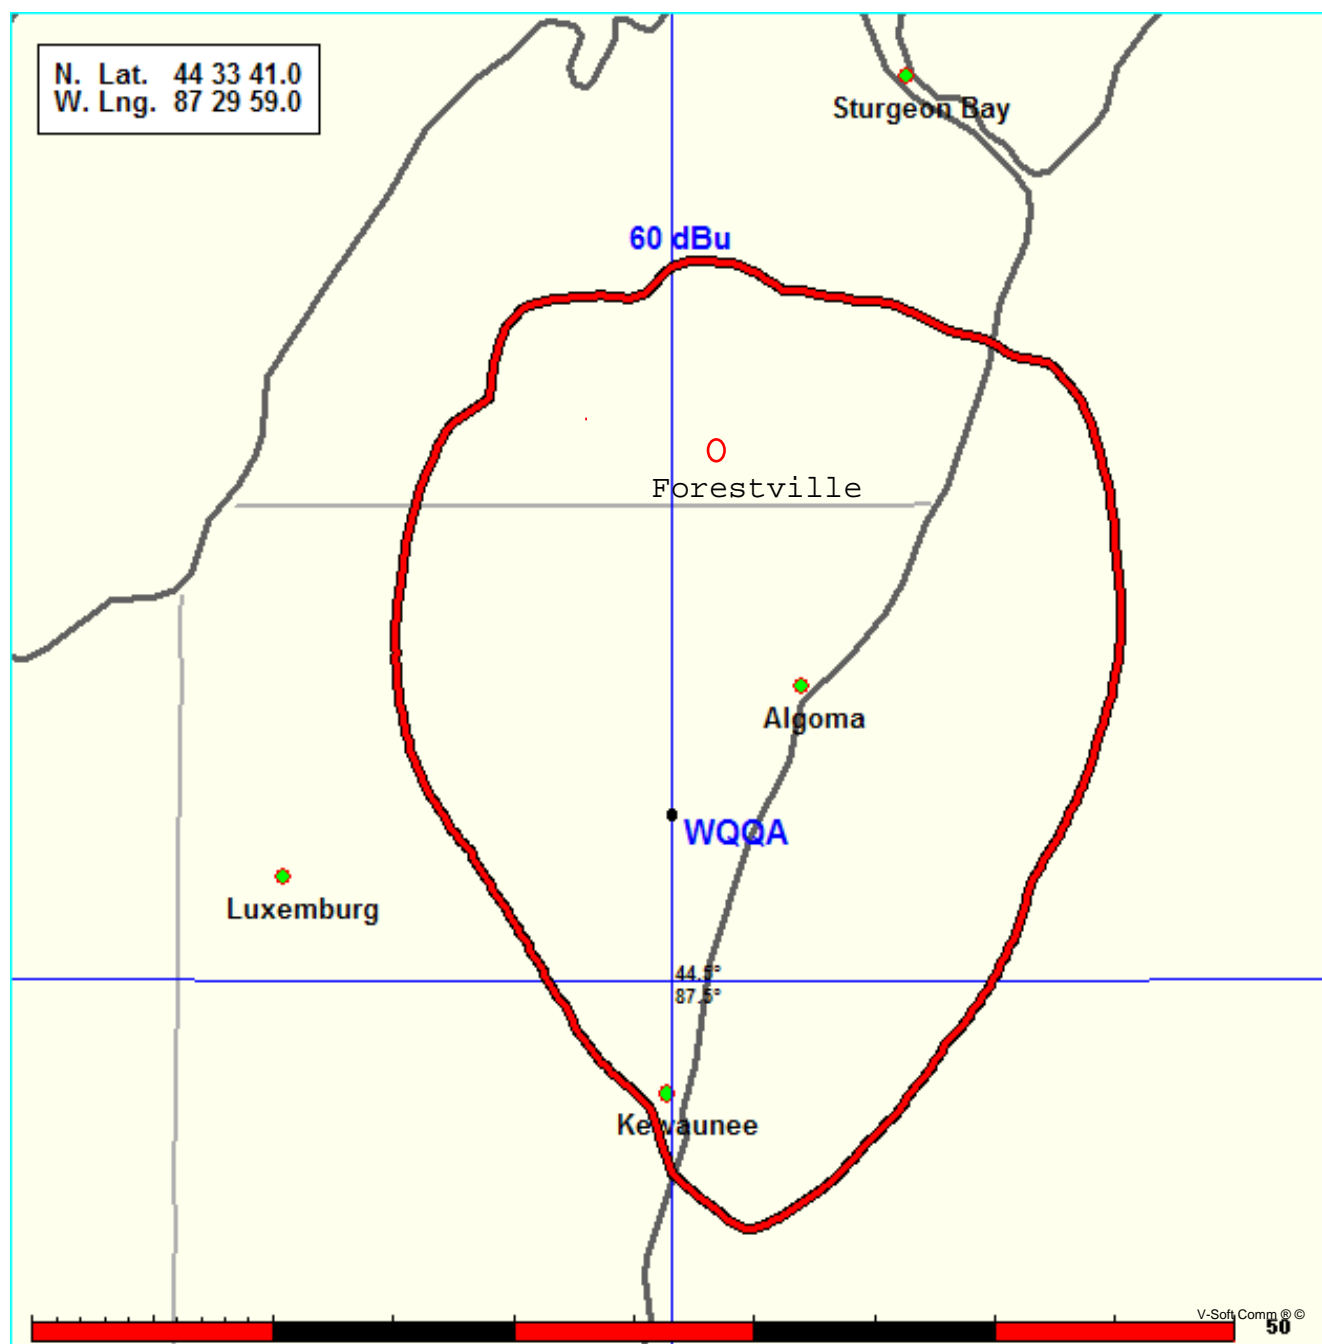 N. Lat. 44 33 41.0
W. Lng. 87 29 59.0
Sturgeon Bay
60 dBu
Forestville
Algoma
WQQA
Luxemburg
44.5°
87.5°
Kewaunee
V-Soft Comm ® ©
50